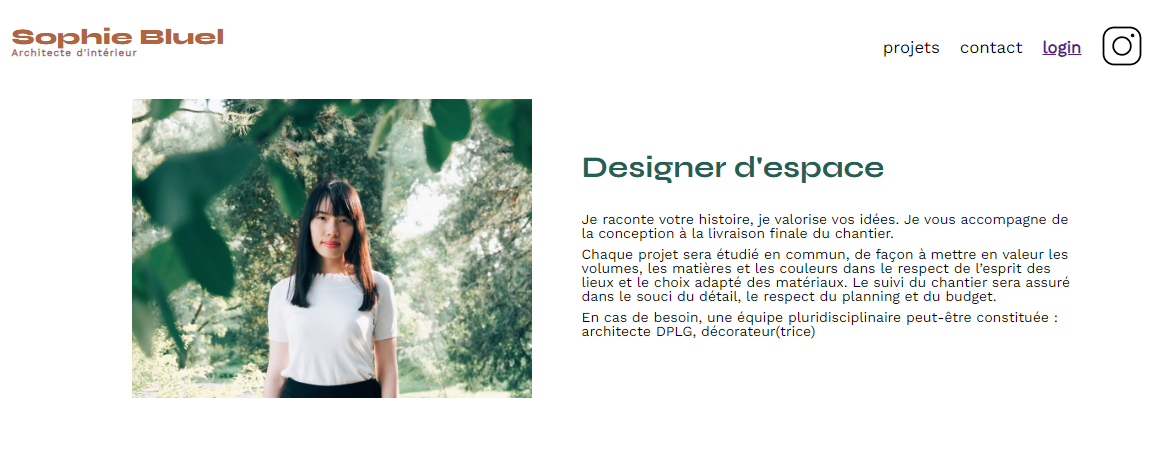 Sophie Bluel
Architecte d'intérieur
projets contact login
Designer d'espace
Je raconte votre histoire, je valorise vos idées. Je vous accompagne de
la conception à la livraison finale du chantier.
Chaque projet sera étudié en commun, de façon à mettre en valeur les
volumes, les matières et les couleurs dans le respect de l’esprit des
lieux et le choix adapté des matériaux. Le suivi du chantier sera assuré
dans le souci du détail, le respect du planning et du budget.
En cas de besoin, une équipe pluridisciplinaire peut-être constituée :
architecte DPLG, décorateur(trice)